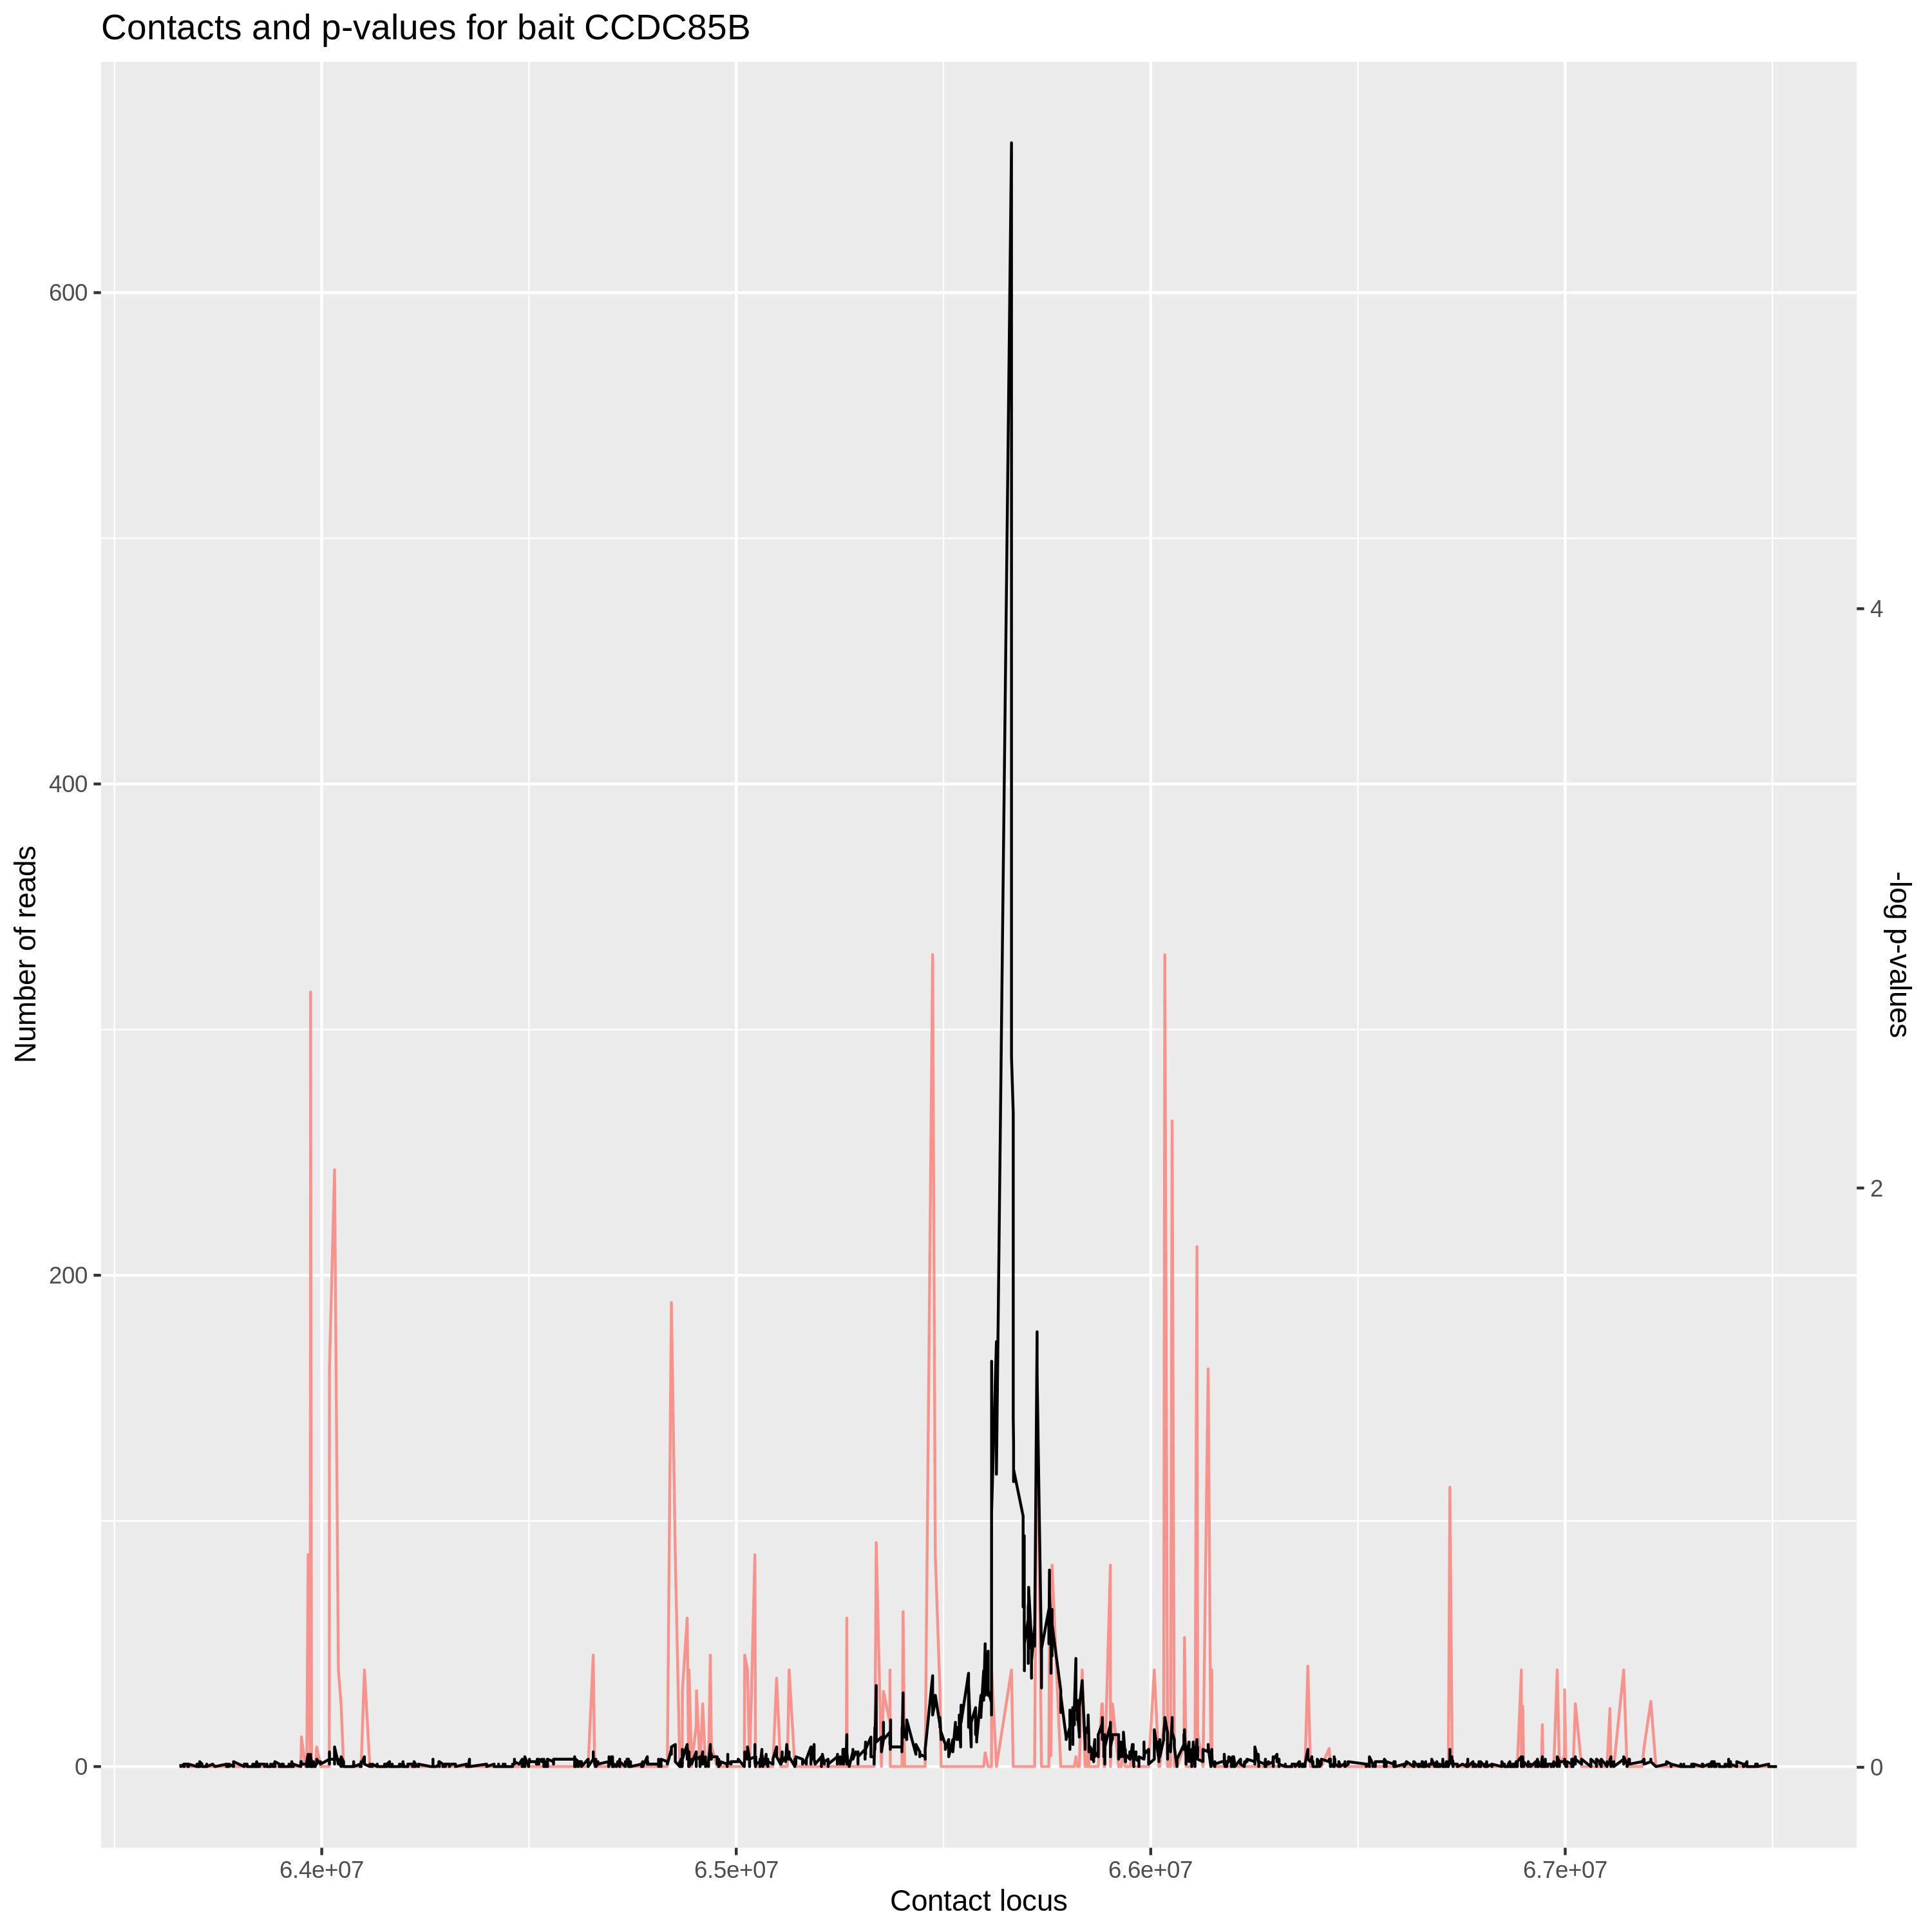 Contacts and p-values for bait CCDC85B
600
400
200
0
Number of reads
4
2
0
-log p-values
6.4e+07
6.5e+07
6.6e+07
6.7e+07
Contact locus